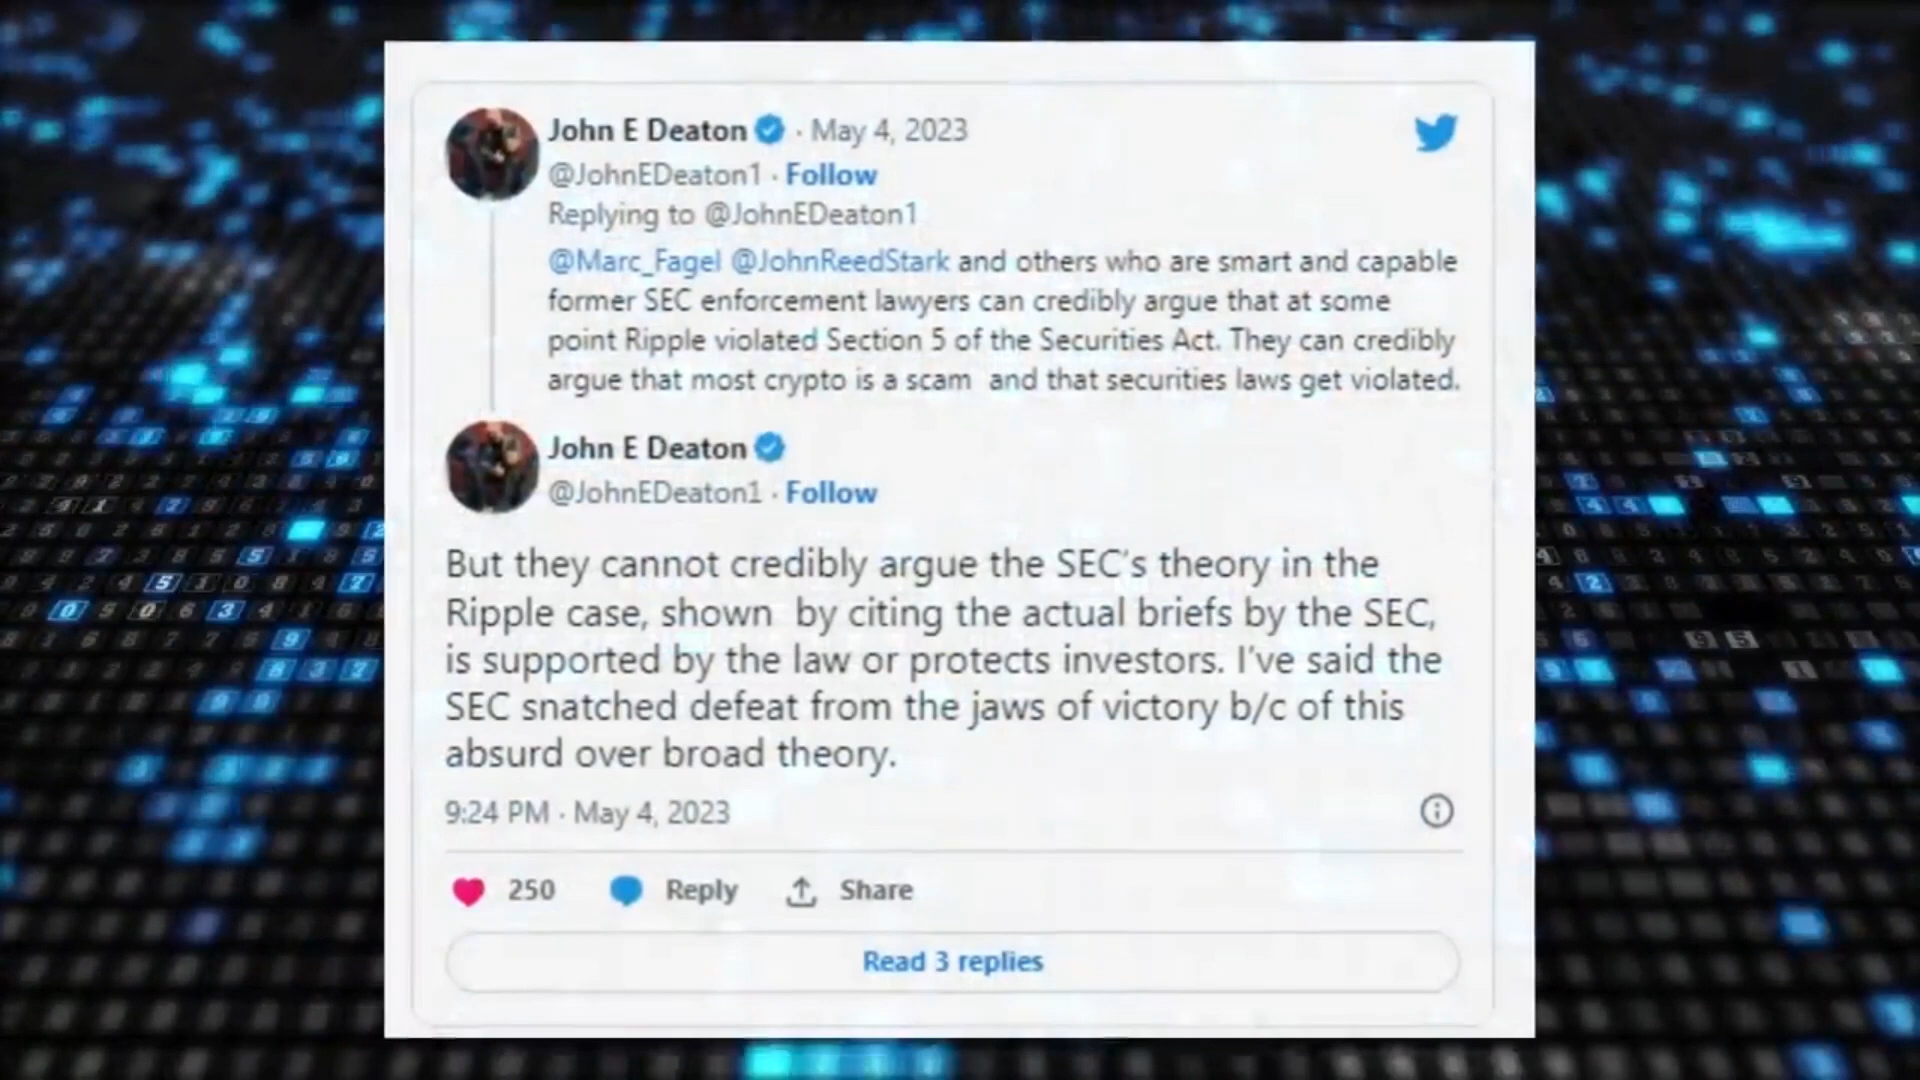 John E Deaton · May 4, 2023
@JohnEDeaton1 · Follow
Replying to @JohnEDeaton1
@Marc_Fagel @JohnReedStark and others who are smart and capable
former SEC enforcement lawyers can credibly argue that at some
point Ripple violated Section 5 of the Securities Act. They can credibly
argue that most crypto is a scam and that securities laws get violated.
John E Deaton
@JohnEDeaton1 · Follow
But they cannot credibly argue the SEC's theory in the
Ripple case, shown by citing the actual briefs by the SEC,
is supported by the law or protects investors. I've said the
SEC snatched defeat from the jaws of victory b/c of this
absurd over broad theory.
9:24 PM · May 4, 2023
250 Reply Share
Read 3 replies